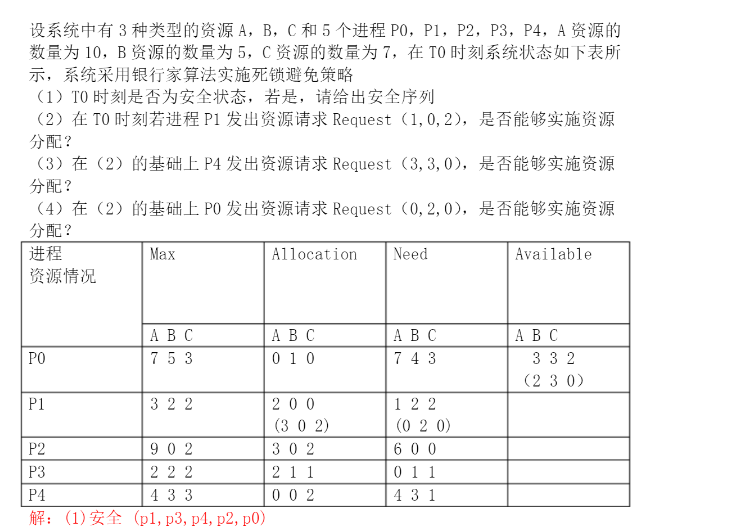 设系统中有 3 种类型的资源 A，B，C 和 5 个进程 P0，P1，P2，P3，P4，A 资源的
数量为 10，B 资源的数量为 5，C 资源的数量为 7，在 T0 时刻系统状态如下表所
示，系统采用银行家算法实施死锁避免策略
（1）T0 时刻是否为安全状态，若是，请给出安全序列
（2）在 T0 时刻若进程 P1 发出资源请求 Request（1,0,2），是否能够实施资源
分配？
（3）在（2）的基础上 P4 发出资源请求 Request（3,3,0），是否能够实施资源
分配？
（4）在（2）的基础上 P0 发出资源请求 Request（0,2,0），是否能够实施资源
分配？
进程 Max Allocation Need Available
资源情况
A B C A B C A B C A B C
P0 7 5 3 0 1 0 7 4 3 3 3 2
（2 3 0）
P1 3 2 2 2 0 0 1 2 2
(3 0 2) (0 2 0)
P2 9 0 2 3 0 2 6 0 0
P3 2 2 2 2 1 1 0 1 1
P4 4 3 3 0 0 2 4 3 1
解：(1)安全 (p1,p3,p4,p2,p0)